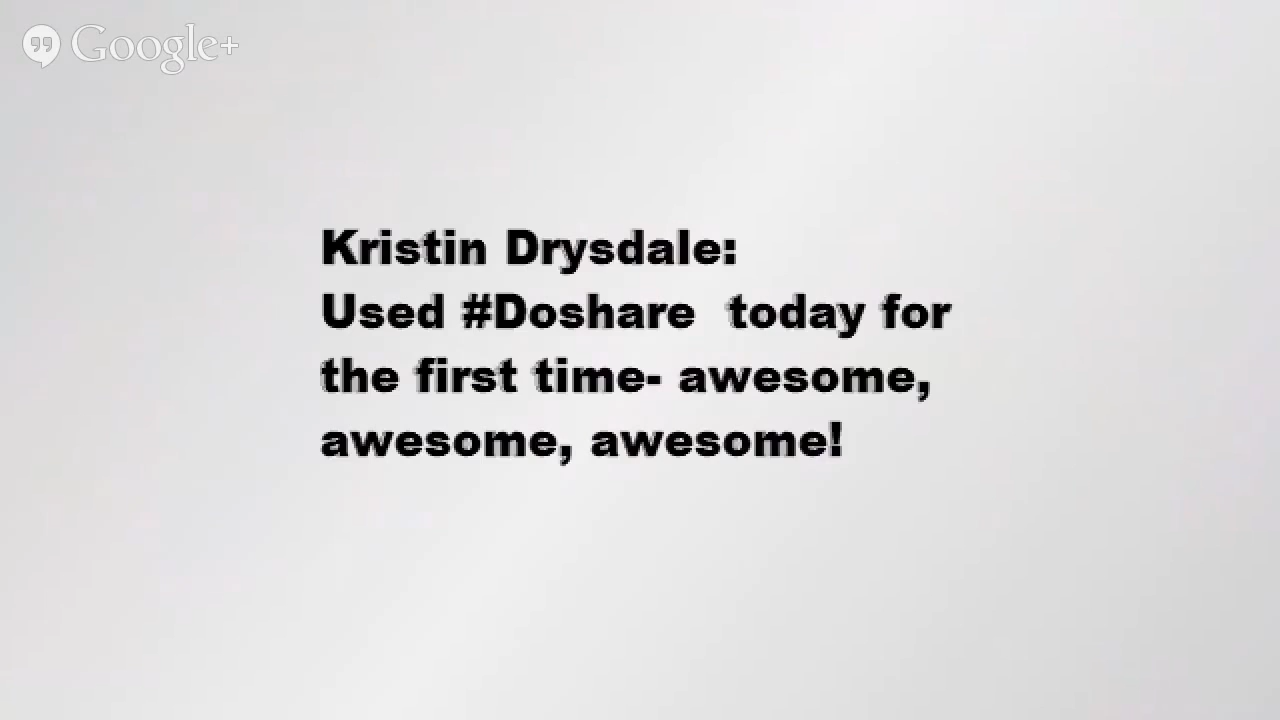 Google+
Kristin Drysdale:
Used #Doshare  today for
the first time- awesome,
awesome, awesome!